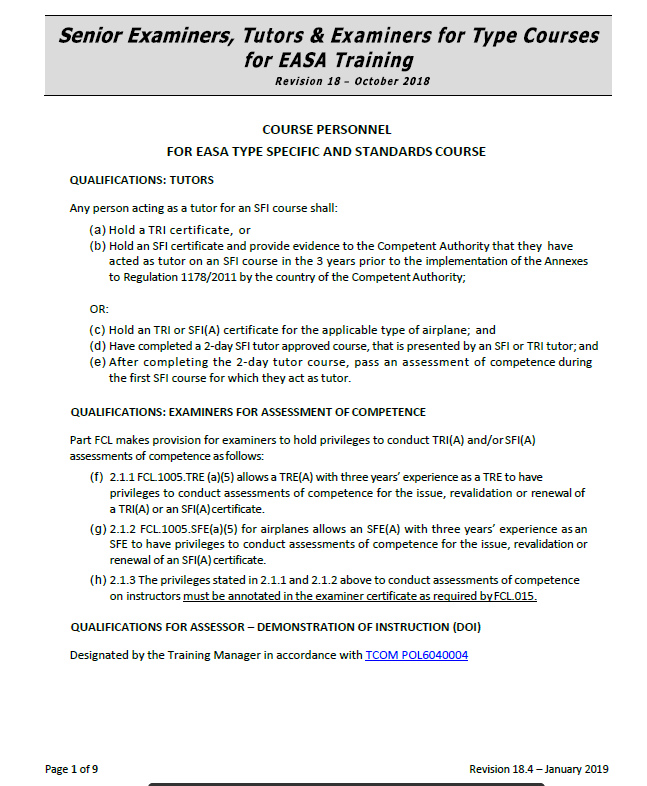 Senior Examiners, Tutors & Examiners for Type Courses
for EASA Training
Revision 18 – October 2018
COURSE PERSONNEL
FOR EASA TYPE SPECIFIC AND STANDARDS COURSE
QUALIFICATIONS: TUTORS
Any person acting as a tutor for an SFI course shall:
(a) Hold a TRI certificate, or
(b) Hold an SFI certificate and provide evidence to the Competent Authority that they have
acted as tutor on an SFI course in the 3 years prior to the implementation of the Annexes
to Regulation 1178/2011 by the country of the Competent Authority;
OR:
(c) Hold an TRI or SFI(A) certificate for the applicable type of airplane; and
(d) Have completed a 2-day SFI tutor approved course, that is presented by an SFI or TRI tutor; and
(e) After completing the 2-day tutor course, pass an assessment of competence during
the first SFI course for which they act as tutor.
QUALIFICATIONS: EXAMINERS FOR ASSESSMENT OF COMPETENCE
Part FCL makes provision for examiners to hold privileges to conduct TRI(A) and/or SFI(A)
assessments of competence as follows:
(f) 2.1.1 FCL.1005.TRE (a)(5) allows a TRE(A) with three years' experience as a TRE to have
privileges to conduct assessments of competence for the issue, revalidation or renewal of
a TRI(A) or an SFI(A) certificate.
(g) 2.1.2 FCL.1005.SFE(a)(5) for airplanes allows an SFE(A) with three years' experience as an
SFE to have privileges to conduct assessments of competence for the issue, revalidation or
renewal of an SFI(A) certificate.
(h) 2.1.3 The privileges stated in 2.1.1 and 2.1.2 above to conduct assessments of competence
on instructors must be annotated in the examiner certificate as required by FCL.015.
QUALIFICATIONS FOR ASSESSOR – DEMONSTRATION OF INSTRUCTION (DOI)
Designated by the Training Manager in accordance with TCOM POL6040004
Page 1 of 9 Revision 18.4 – January 2019